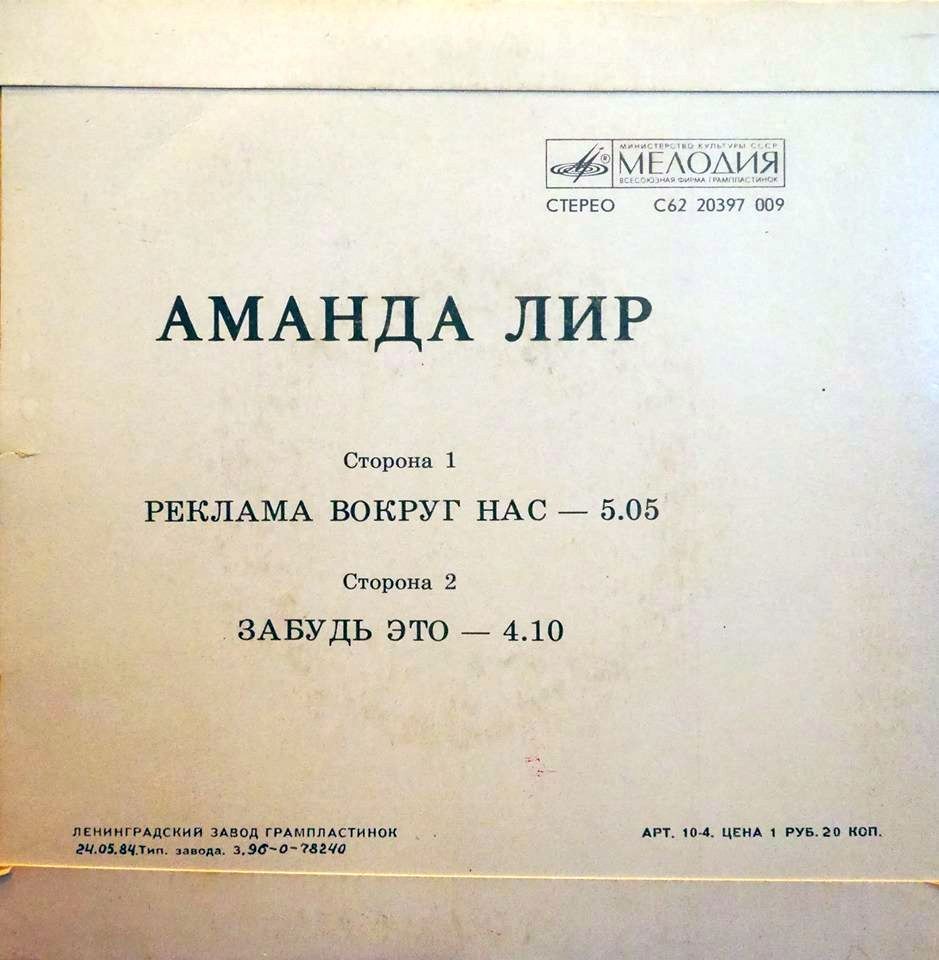 МИНИСТЕРСТВО КУЛЬТУРЫ СССР
МЕЛОДИЯ
ВСЕСОЮЗНАЯ ФИРМА ГРАМПЛАСТИНОК
СТЕРЕО С62 20397 009
АМАНДА ЛИР
Сторона 1
РЕКЛАМА ВОКРУГ НАС — 5.05
Сторона 2
ЗАБУДЬ ЭТО — 4.10
ЛЕНИНГРАДСКИЙ ЗАВОД ГРАМПЛАСТИНОК
24.05.84.Тип. завода. З.96-0-78240
АРТ. 10-4. ЦЕНА 1 РУБ. 20 КОП.